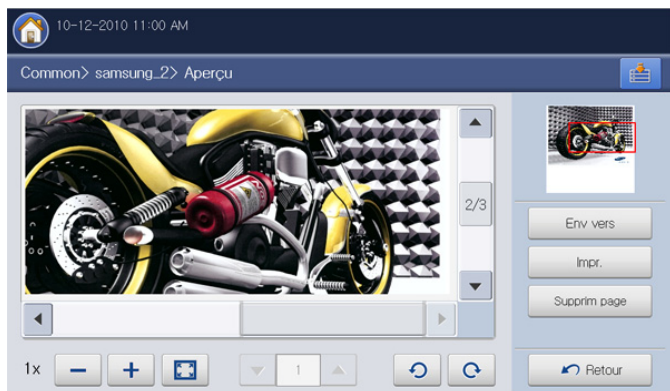 10-12-2010 11:00 AM
Common> samsung_2> Aperçu
2/3
Env vers
Impr.
Supprim page
1x
1
Retour